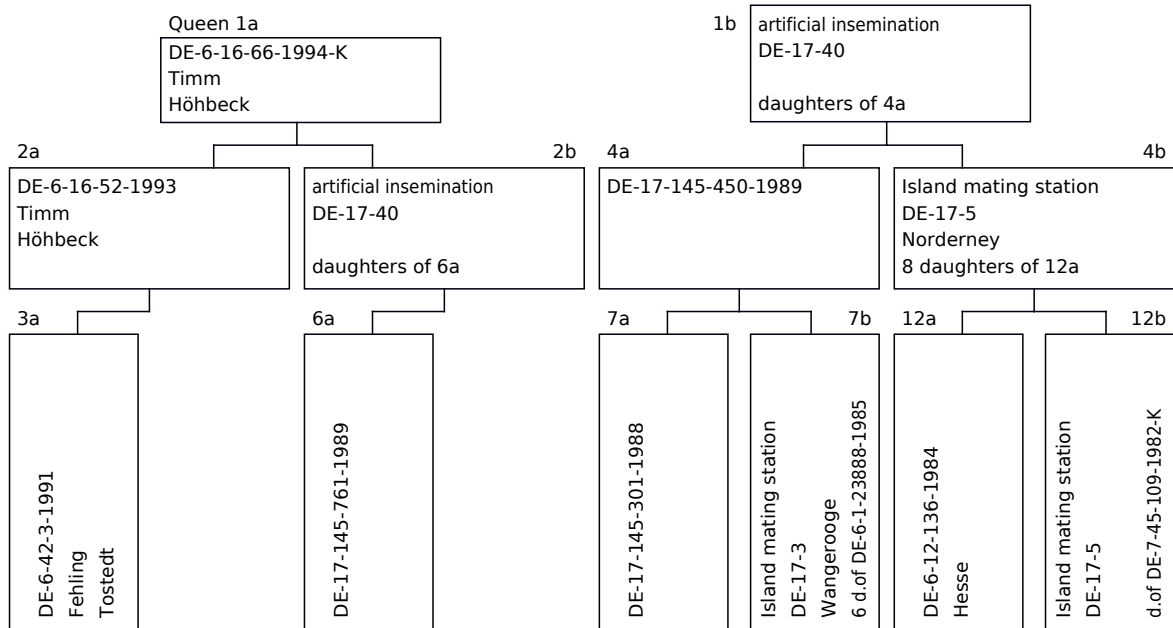 Queen 1a
DE-6-16-66-1994-K
Timm
Höhbeck
1b
artificial insemination
DE-17-40
daughters of 4a
2a
DE-6-16-52-1993
Timm
Höhbeck
2b
artificial insemination
DE-17-40
daughters of 6a
4a
DE-17-145-450-1989
4b
Island mating station
DE-17-5
Norderney
8 daughters of 12a
3a
DE-6-42-3-1991
Fehling
Tostedt
6a
DE-17-145-761-1989
7a
DE-17-145-301-1988
7b
Island mating station
DE-17-3
Wangerooge
6 d.of DE-6-1-23888-1985
12a
DE-6-12-136-1984
Hesse
12b
Island mating station
DE-17-5
d.of DE-7-45-109-1982-K